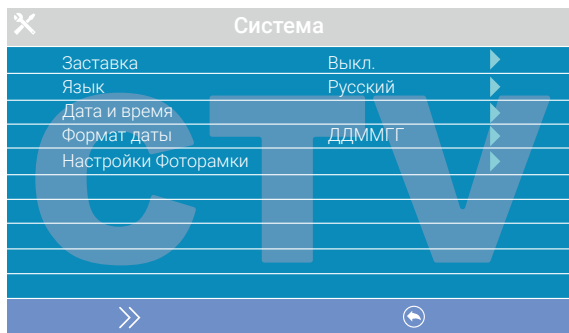 Система
Заставка Выкл.
Язык Русский
Дата и время
Формат даты ДДММГГ
Настройки Фоторамки
CTV